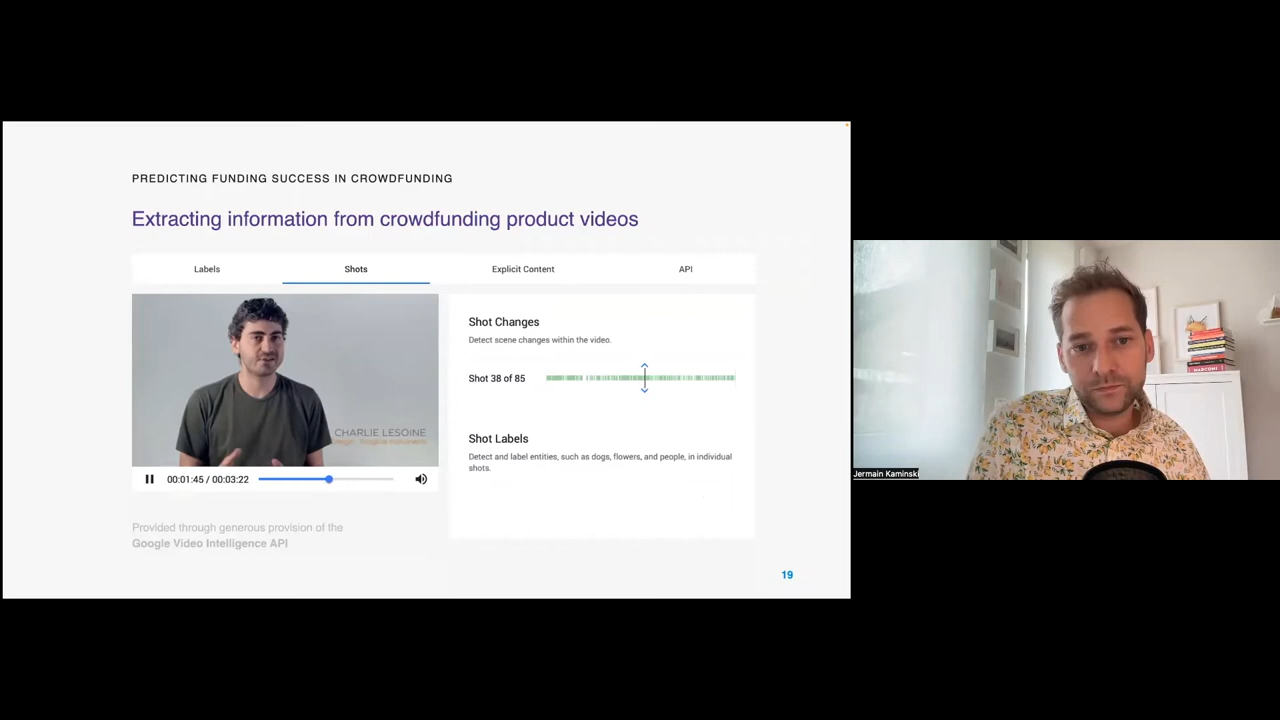 PREDICTING FUNDING SUCCESS IN CROWDFUNDING
Extracting information from crowdfunding product videos
Labels
Shots
Explicit Content
API
CHARLIE LESOINE
Shot Changes
Detect scene changes within the video.
Shot 38 of 85
Shot Labels
Detect and label entities, such as dogs, flowers, and people, in individual
shots.
00:01:45 / 00:03:22
Provided through generous provision of the
Google Video Intelligence API
19
MARCONI
Jermain Kaminski